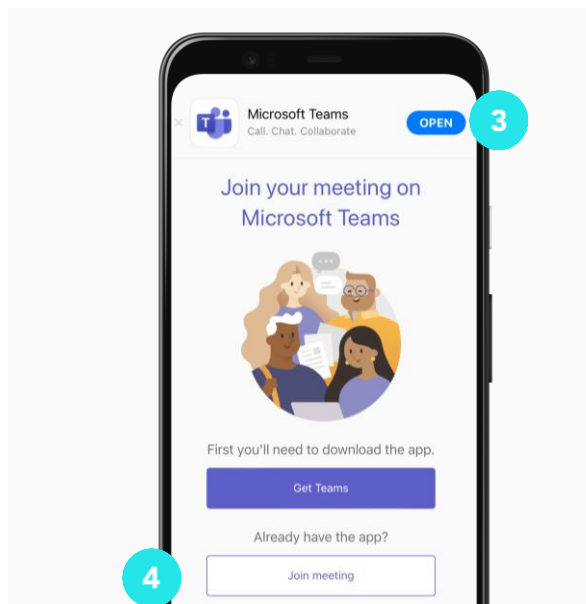 Microsoft Teams
Call. Chat. Collaborate
OPEN
3
Join your meeting on
Microsoft Teams
First you'll need to download the app.
Get Teams
Already have the app?
4
Join meeting